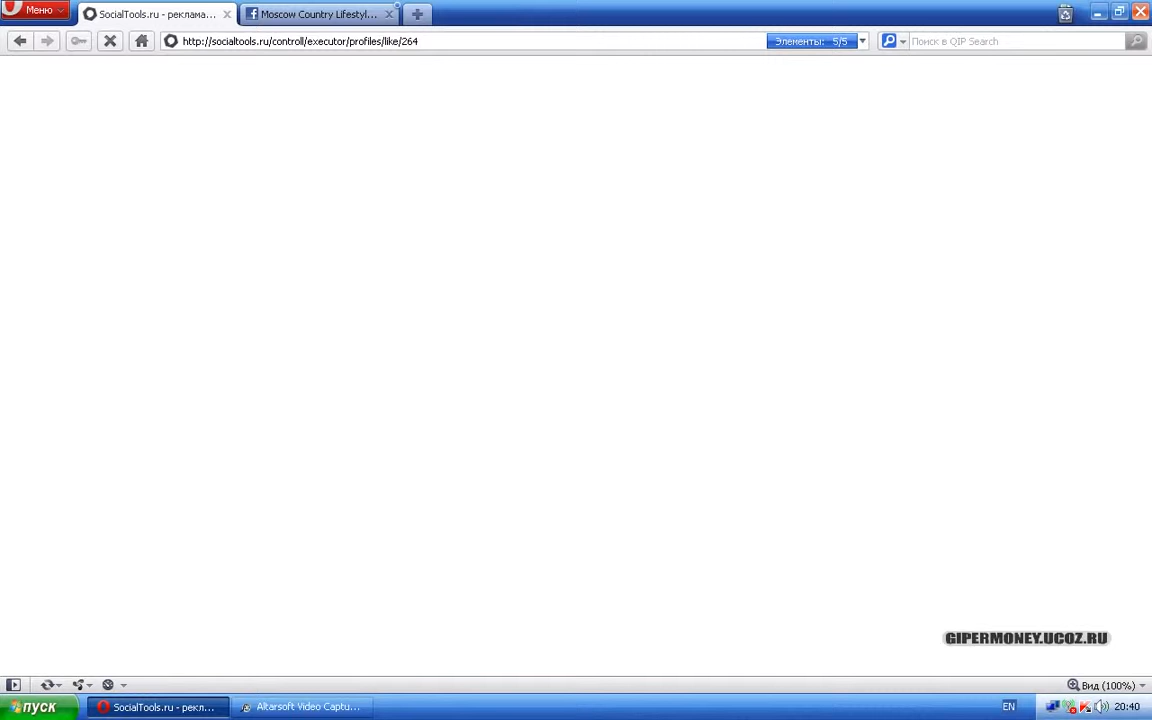 Меню
SocialTools.ru - реклама...
Moscow Country Lifestyl...
http://socialtools.ru/controll/executor/profiles/like/264
Элементы: 5/5
Поиск в QIP Search
GIPERMONEY.UCOZ.RU
Вид (100%)
пуск
SocialTools.ru - рекл...
Altarsoft Video Captu...
EN
20:40